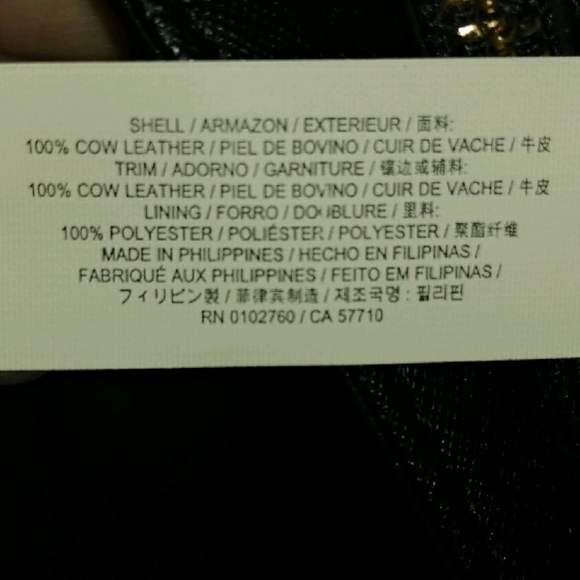 SHELL / ARMAZON / EXTERIEUR / 面料:
100% COW LEATHER / PIEL DE BOVINO / CUIR DE VACHE / 牛皮
TRIM / ADORNO / GARNITURE / 镶边或辅料:
100% COW LEATHER / PIEL DE BOVINO / CUIR DE VACHE / 牛皮
LINING / FORRO / DOUBLURE / 里料:
100% POLYESTER / POLIÉSTER / POLYESTER / 聚酯纤维
MADE IN PHILIPPINES / HECHO EN FILIPINAS /
FABRIQUÉ AUX PHILIPPINES / FEITO EM FILIPINAS /
フィリピン製 / 菲律宾制造 / 제조국명 : 필리핀
RN 0102760 / CA 57710